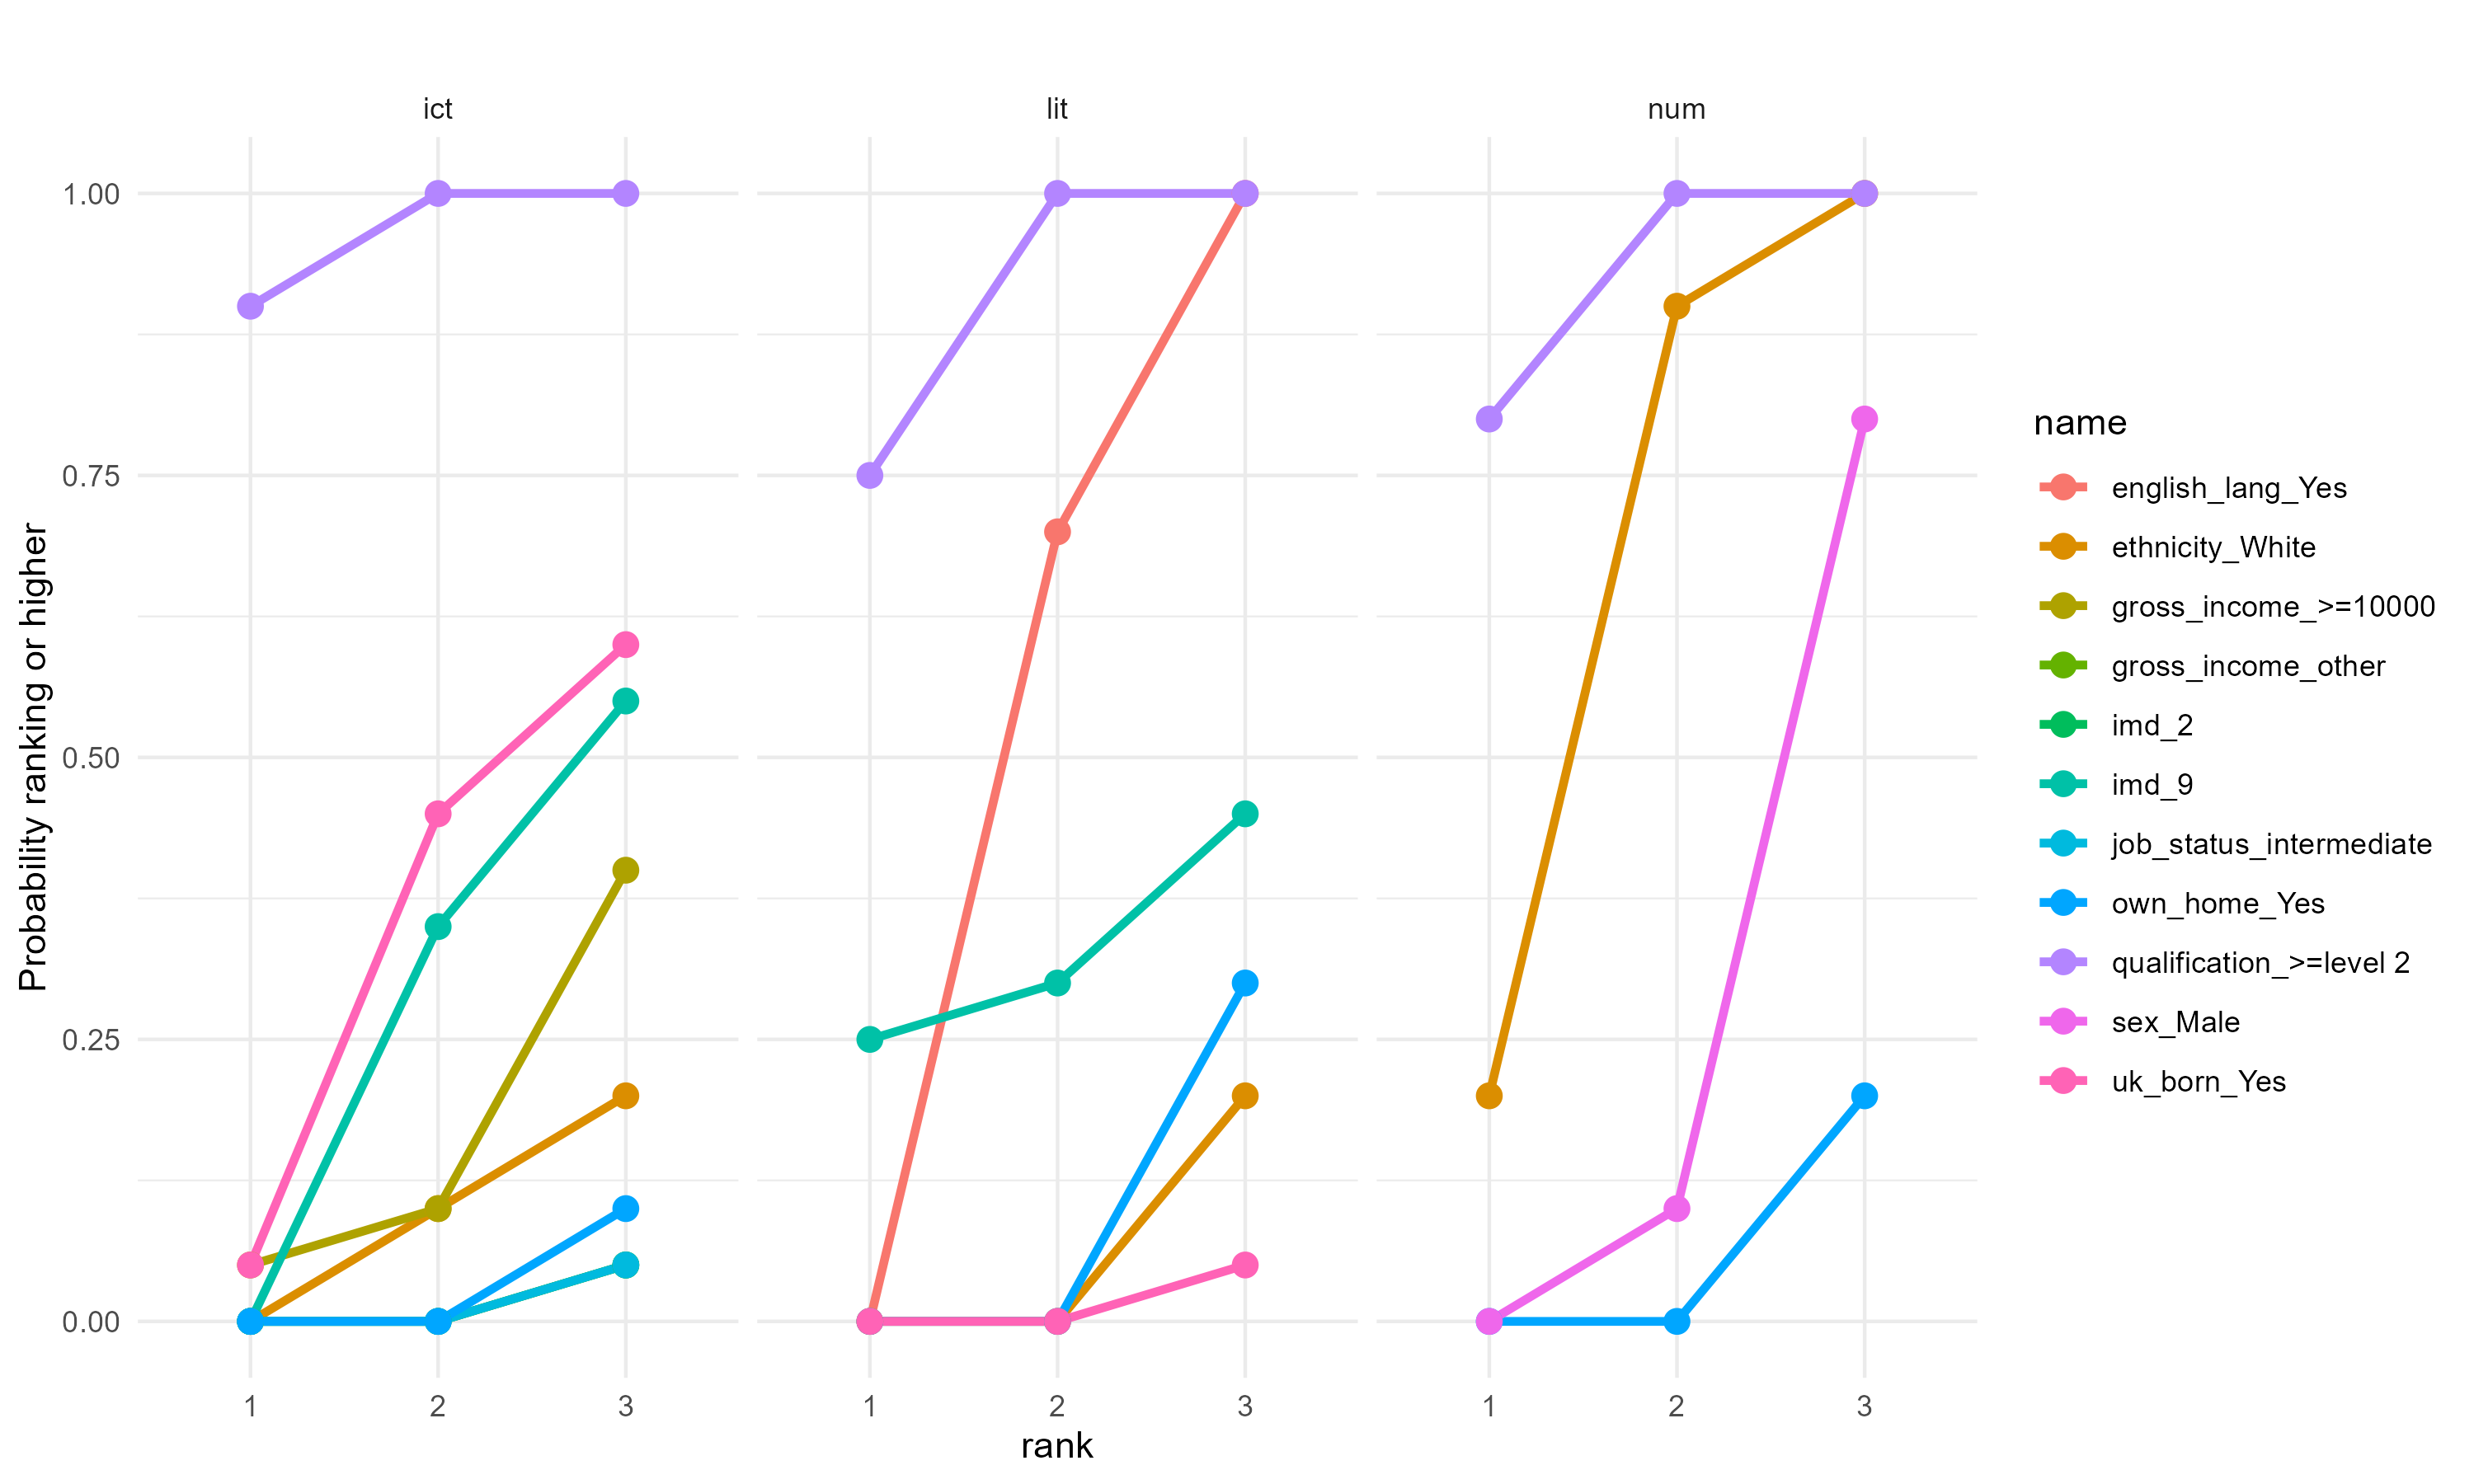 ict
lit
num
1.00
0.75
0.50
0.25
0.00
Probability ranking or higher
1
2
3
1
2
3
1
2
3
rank
name
english_lang_Yes
ethnicity_White
gross_income_>=10000
gross_income_other
imd_2
imd_9
job_status_intermediate
own_home_Yes
qualification_>=level 2
sex_Male
uk_born_Yes